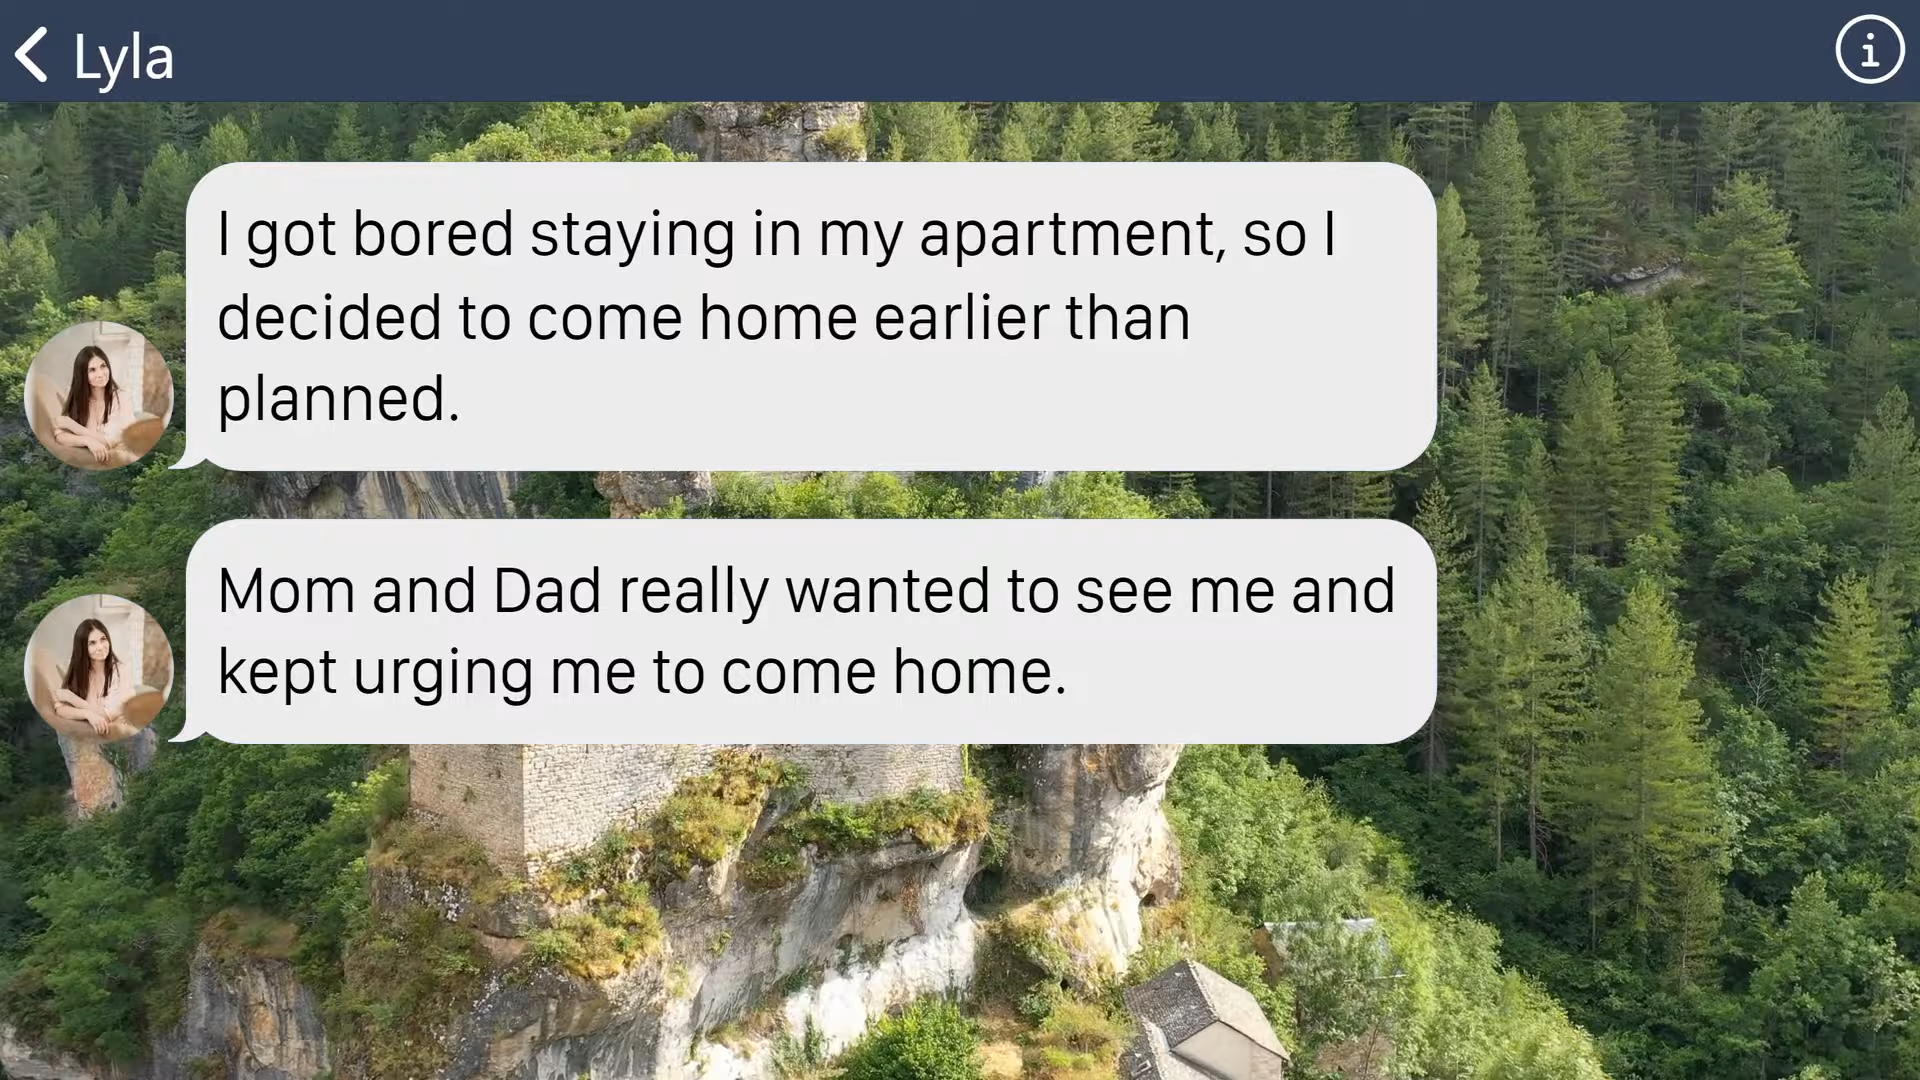 Lyla
I got bored staying in my apartment, so I
decided to come home earlier than
planned.
Mom and Dad really wanted to see me and
kept urging me to come home.